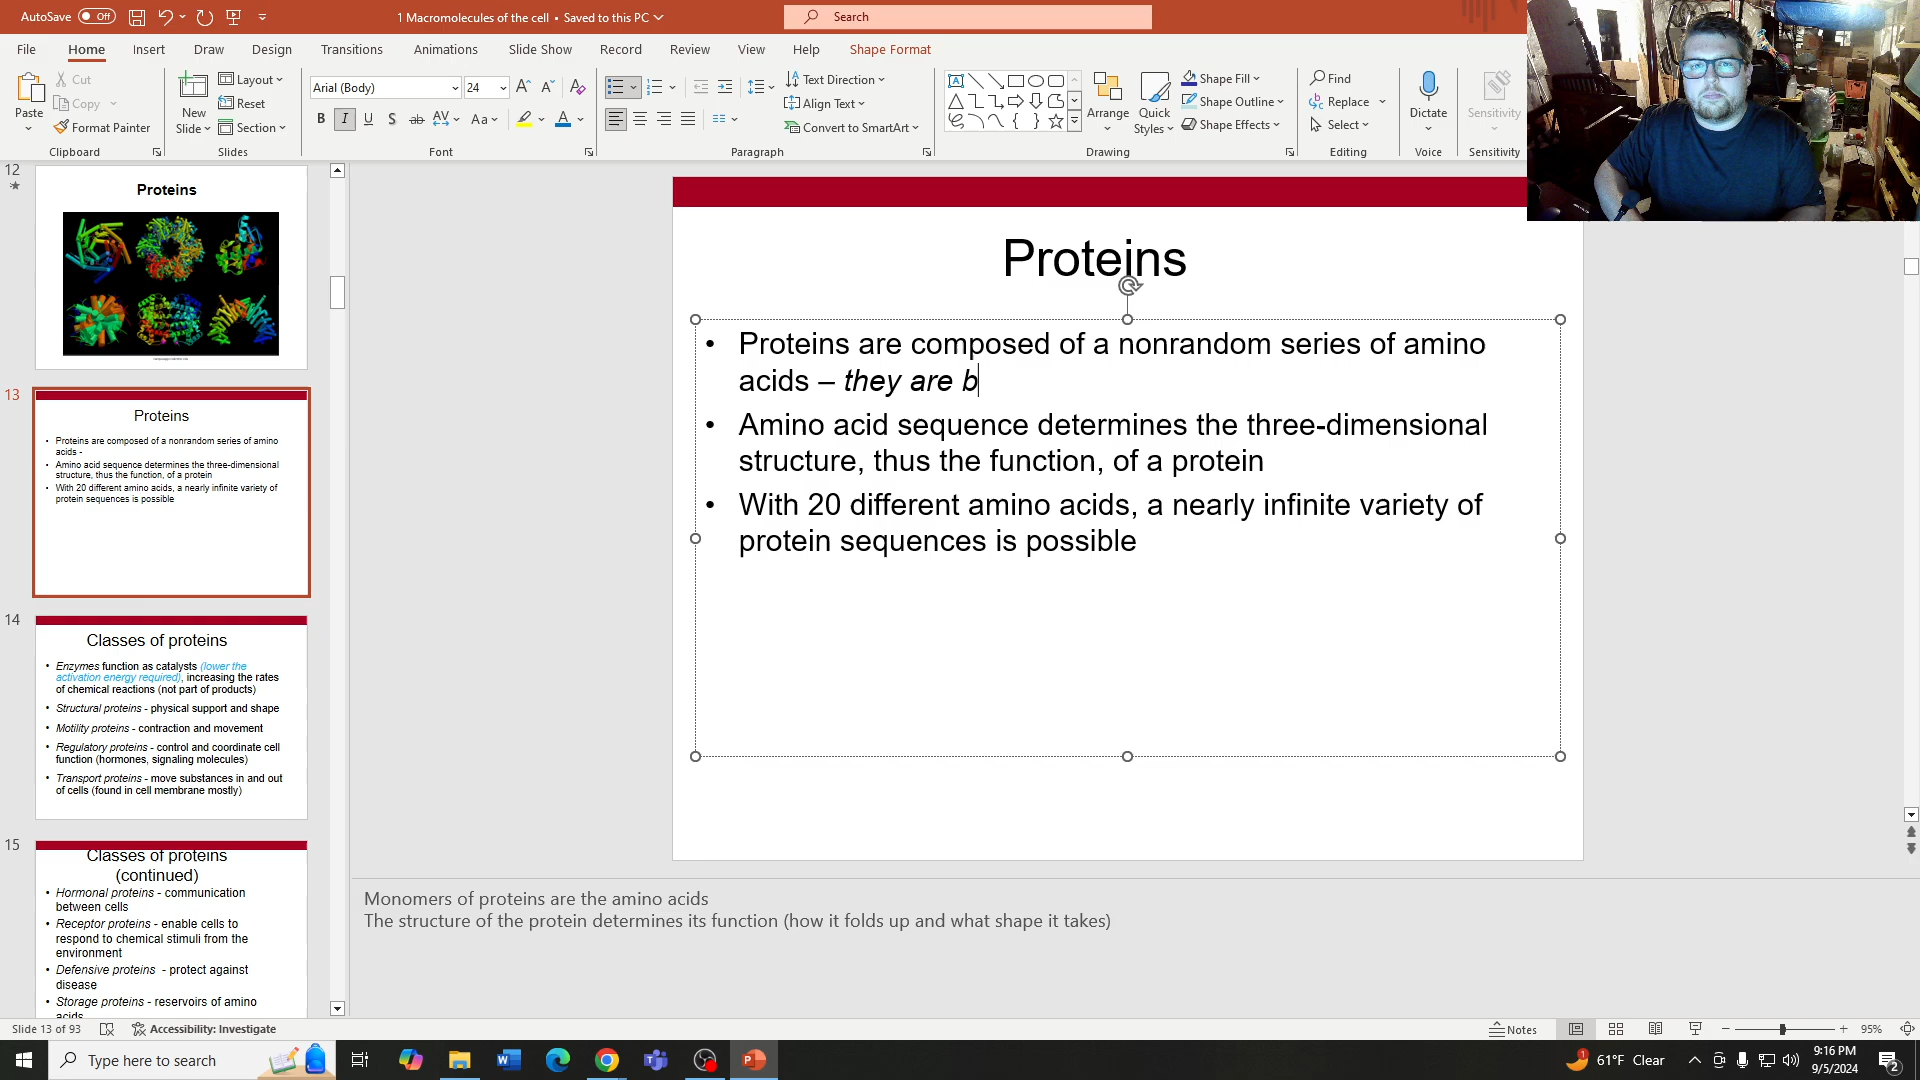 AutoSave Off
1 Macromolecules of the cell • Saved to this PC
Search
File Home Insert Draw Design Transitions Animations Slide Show Record Review View Help Shape Format
Paste
Cut
Copy
Format Painter
Clipboard
New Slide
Layout
Reset
Section
Slides
Arial (Body) 24
B I U S ab AV Aa A
Font
Text Direction
Align Text
Convert to SmartArt
Paragraph
Arrange
Quick Styles
Shape Fill
Shape Outline
Shape Effects
Drawing
Find
Replace
Select
Editing
Dictate
Voice
Sensitivity
Sensitivity
12
Proteins
13
Proteins
• Proteins are composed of a nonrandom series of amino
acids -
• Amino acid sequence determines the three-dimensional
structure, thus the function, of a protein
• With 20 different amino acids, a nearly infinite variety of
protein sequences is possible
14
Classes of proteins
• Enzymes function as catalysts (lower the
activation energy required), increasing the rates
of chemical reactions (not part of products)
• Structural proteins - physical support and shape
• Motility proteins - contraction and movement
• Regulatory proteins - control and coordinate cell
function (hormones, signaling molecules)
• Transport proteins - move substances in and out
of cells (found in cell membrane mostly)
15
Classes of proteins
(continued)
• Hormonal proteins - communication
between cells
• Receptor proteins - enable cells to
respond to chemical stimuli from the
environment
• Defensive proteins - protect against
disease
• Storage proteins - reservoirs of amino
acids
Proteins
• Proteins are composed of a nonrandom series of amino
acids – they are b
• Amino acid sequence determines the three-dimensional
structure, thus the function, of a protein
• With 20 different amino acids, a nearly infinite variety of
protein sequences is possible
Monomers of proteins are the amino acids
The structure of the protein determines its function (how it folds up and what shape it takes)
Slide 13 of 93
Accessibility: Investigate
Notes
95%
Type here to search
61°F Clear
9:16 PM
9/5/2024
2